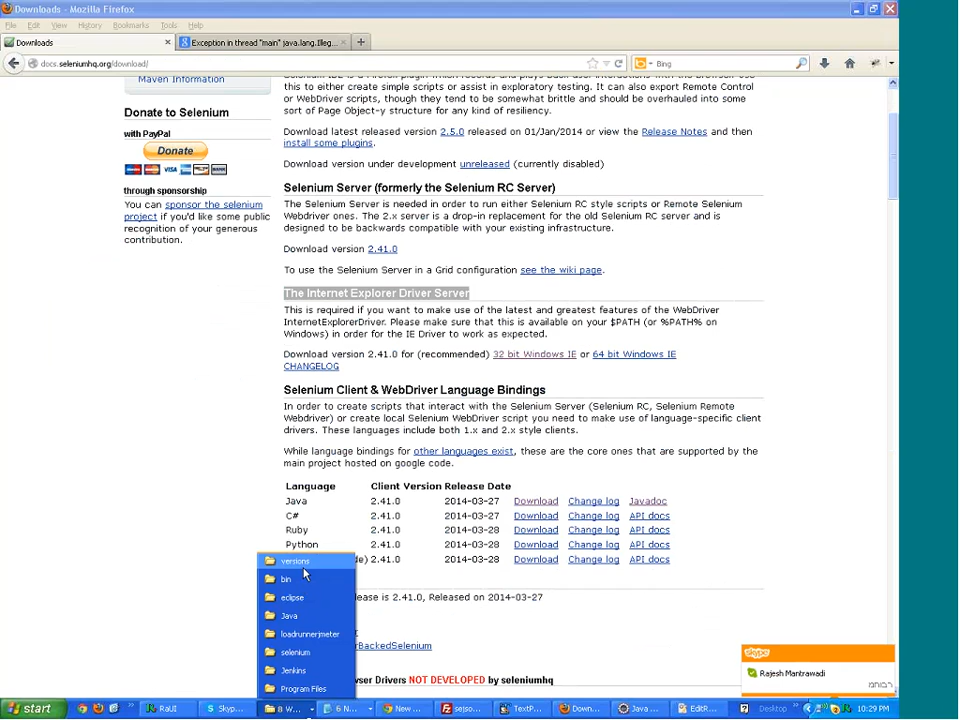 Downloads - Mozilla Firefox
File Edit View History Bookmarks Tools Help
Downloads
Exception in thread "main" java.lang.Illeg...
docs.seleniumhq.org/download/
Bing
Maven Information
Donate to Selenium
with PayPal
Donate
through sponsorship
You can sponsor the selenium
project if you'd like some public
recognition of your generous
contribution.
this to either create simple scripts or assist in exploratory testing. It can also export Remote Control
or WebDriver scripts, though they tend to be somewhat brittle and should be overhauled into some
sort of Page Object-y structure for any kind of resiliency.
Download latest released version 2.5.0 released on 01/Jan/2014 or view the Release Notes and then
install some plugins.
Download version under development unreleased (currently disabled)
Selenium Server (formerly the Selenium RC Server)
The Selenium Server is needed in order to run either Selenium RC style scripts or Remote Selenium
Webdriver ones. The 2.x server is a drop-in replacement for the old Selenium RC server and is
designed to be backwards compatible with your existing infrastructure.
Download version 2.41.0
To use the Selenium Server in a Grid configuration see the wiki page.
The Internet Explorer Driver Server
This is required if you want to make use of the latest and greatest features of the WebDriver
InternetExplorerDriver. Please make sure that this is available on your $PATH (or %PATH% on
Windows) in order for the IE Driver to work as expected.
Download version 2.41.0 for (recommended) 32 bit Windows IE or 64 bit Windows IE
CHANGELOG
Selenium Client & WebDriver Language Bindings
In order to create scripts that interact with the Selenium Server (Selenium RC, Selenium Remote
Webdriver) or create local Selenium WebDriver script you need to make use of language-specific client
drivers. These languages include both 1.x and 2.x style clients.
While language bindings for other languages exist, these are the core ones that are supported by the
main project hosted on google code.
Language Client Version Release Date
Java 2.41.0 2014-03-27 Download Change log Javadoc
C# 2.41.0 2014-03-27 Download Change log API docs
Ruby 2.41.0 2014-03-28 Download Change log API docs
Python 2.41.0 2014-03-28 Download Change log API docs
de) 2.41.0 2014-03-28 Download Change log API docs
lease is 2.41.0, Released on 2014-03-27
rBackedSelenium
wser Drivers NOT DEVELOPED by seleniumhq
versions
bin
eclipse
Java
loadrunnerjmeter
selenium
Jenkins
Program Files
skype
Rajesh Mantrawadi
מחובר
start
RaUI
Skyp...
8 W...
6 N...
New ...
sejso...
TextP...
Down...
Java ...
EditR...
Desktop
10:29 PM